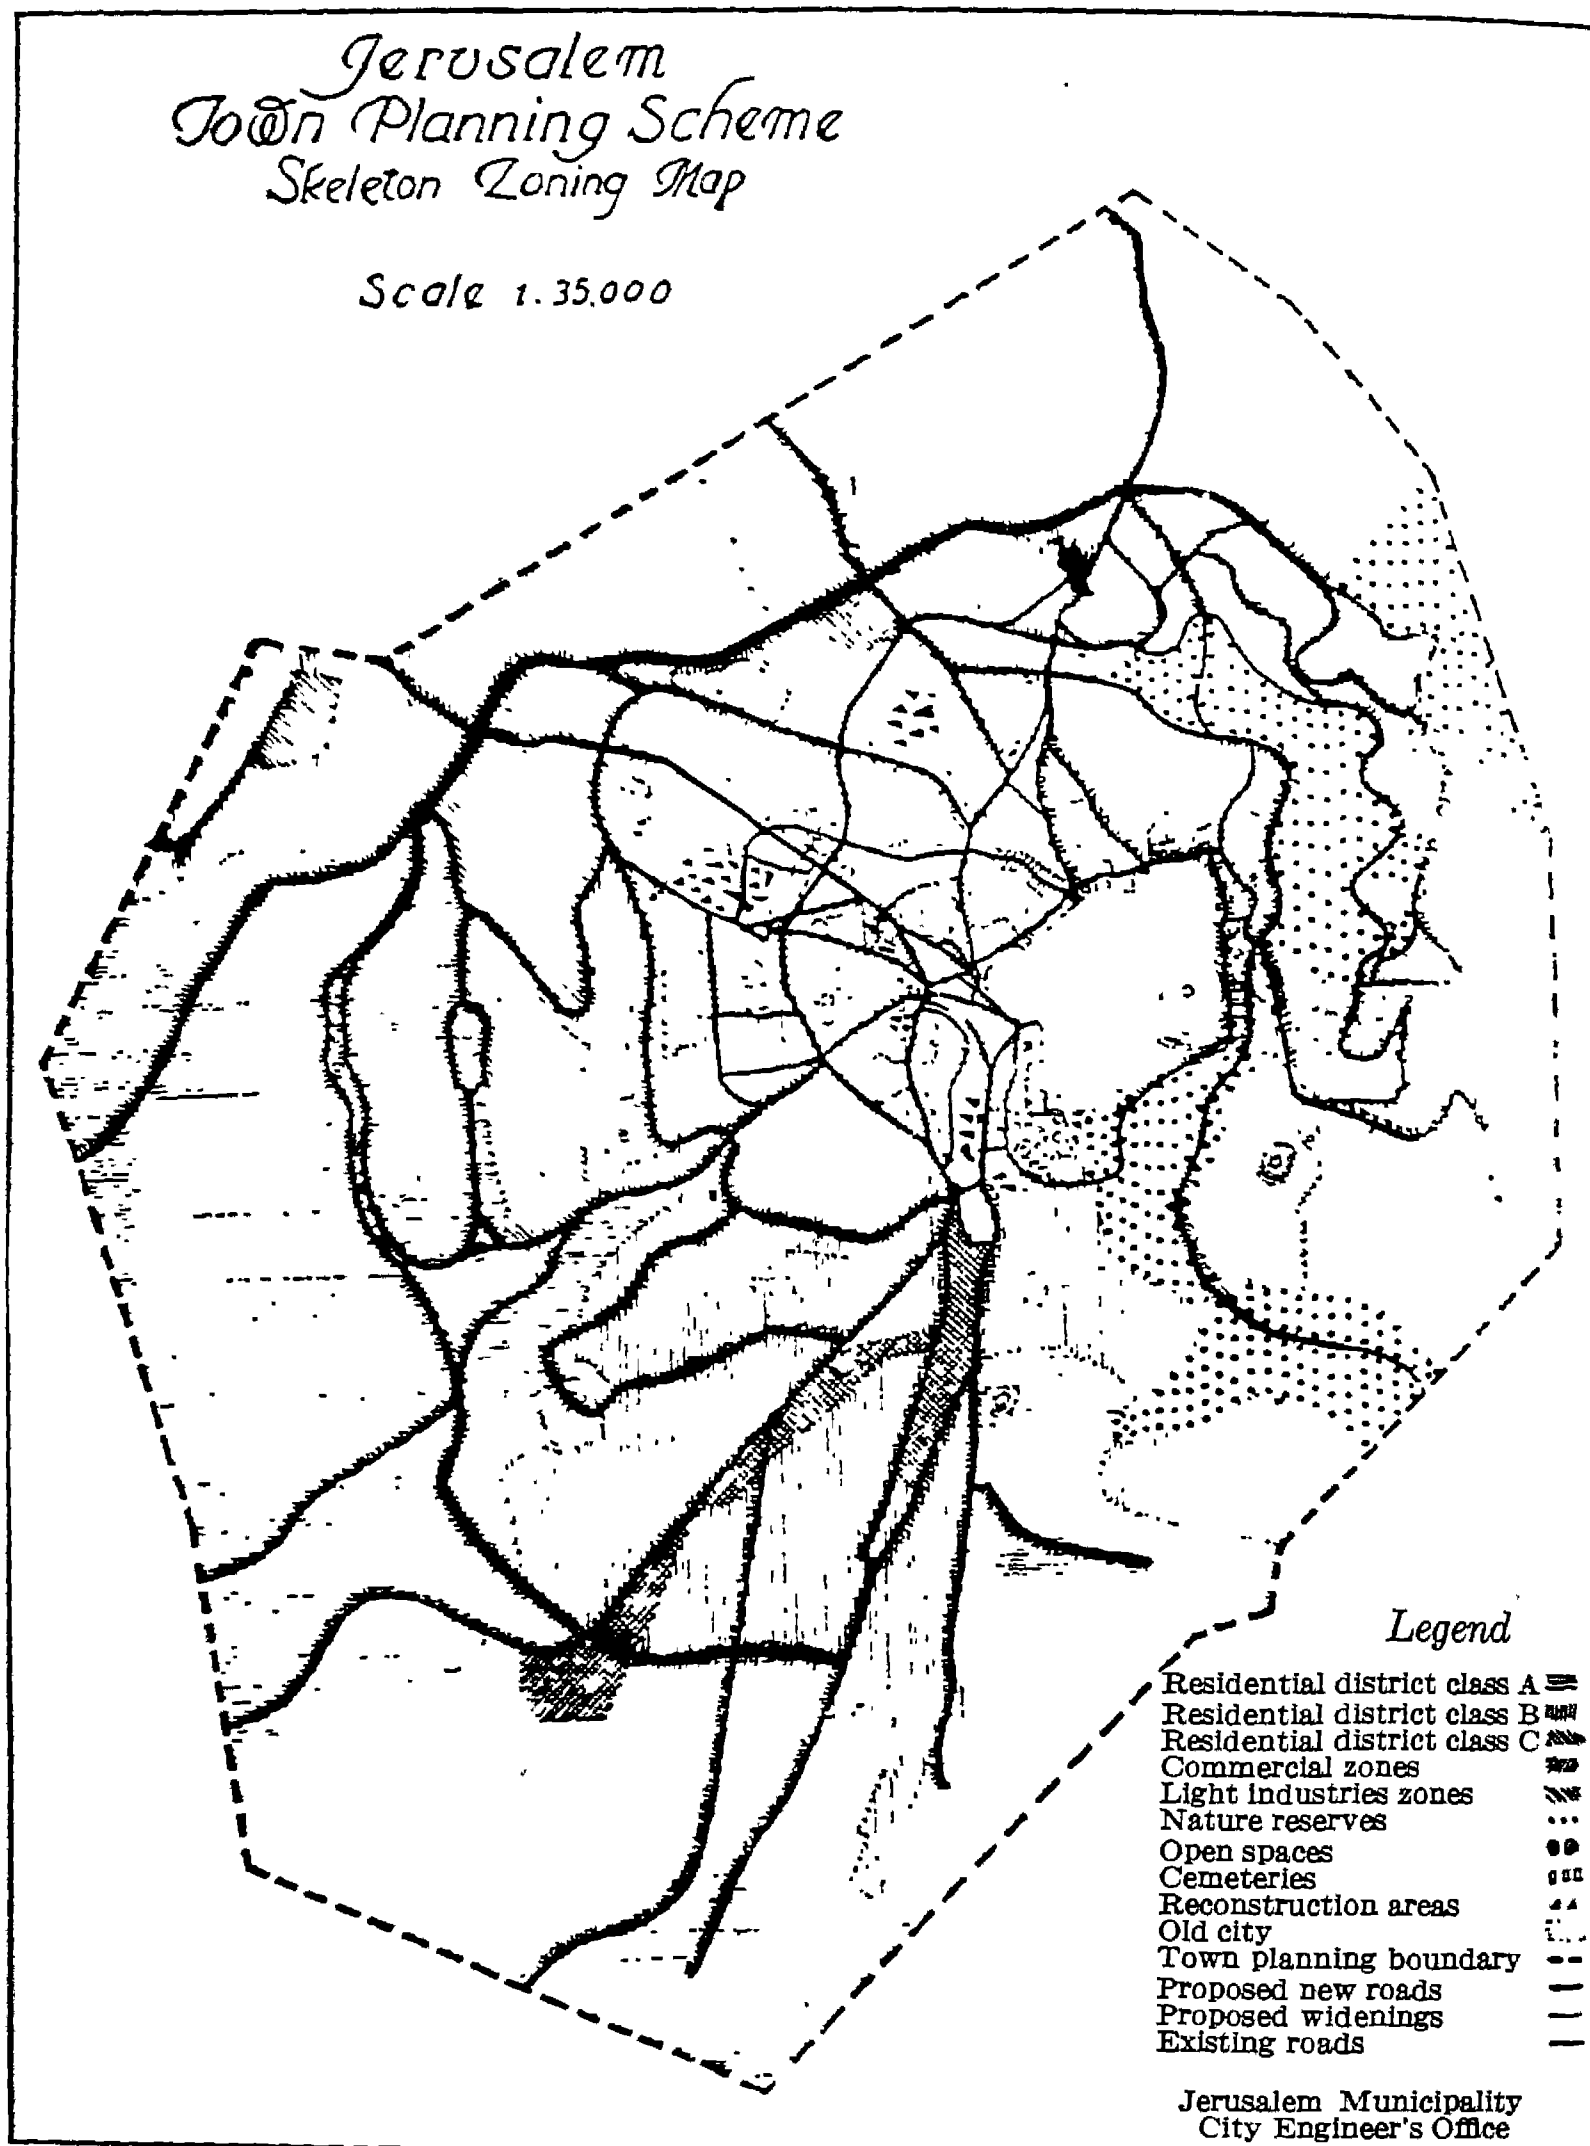 Jerusalem
Town Planning Scheme
Skeleton Zoning Map
Scale 1.35.000
Legend
Residential district class A
Residential district class B
Residential district class C
Commercial zones
Light industries zones
Nature reserves
Open spaces
Cemeteries
Reconstruction areas
Old city
Town planning boundary
Proposed new roads
Proposed widenings
Existing roads
Jerusalem Municipality
City Engineer's Office